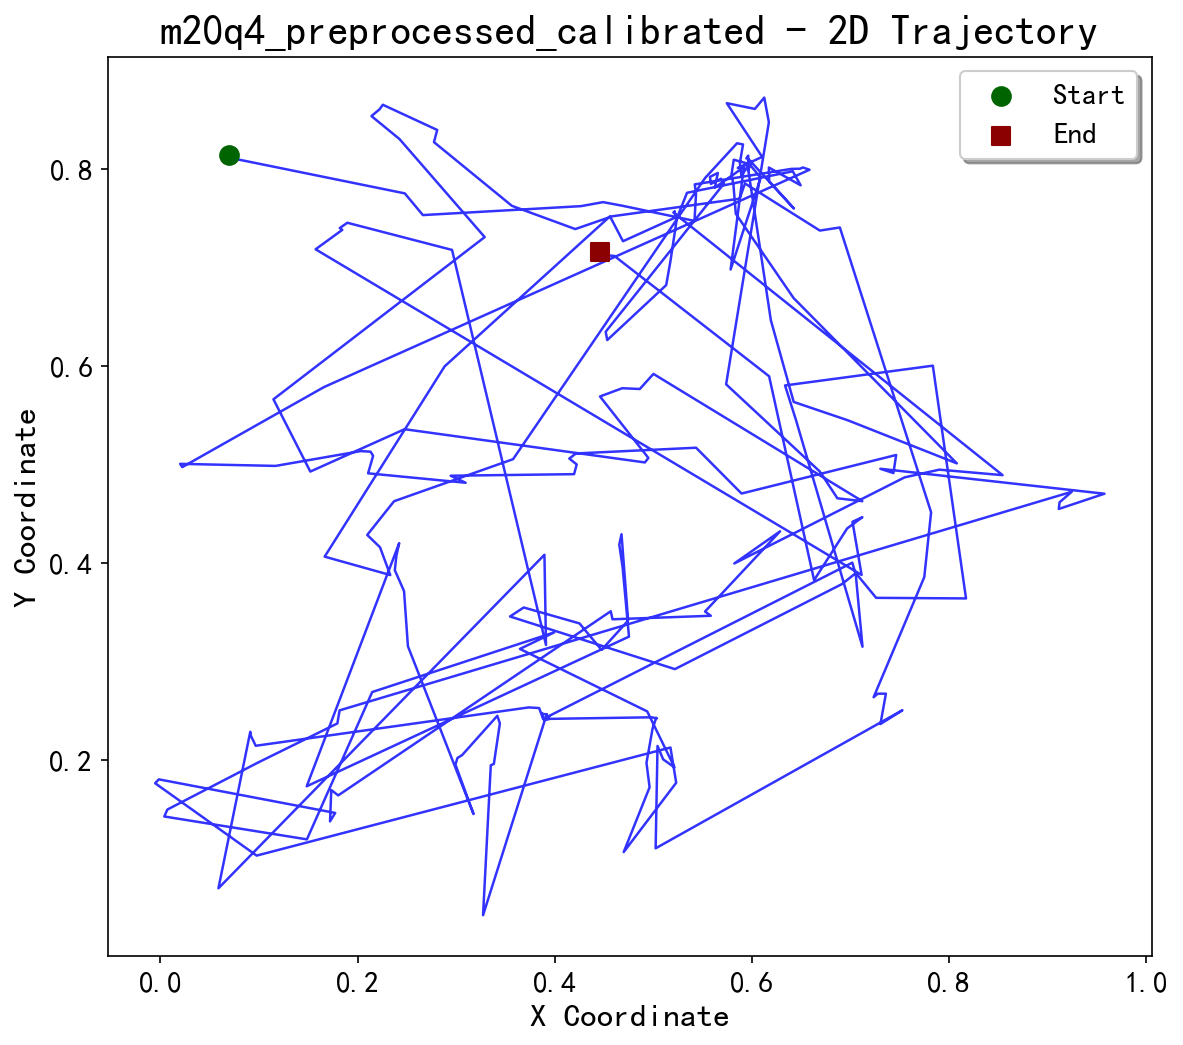 m20q4_preprocessed_calibrated - 2D Trajectory
Start
End
0.8
0.6
0.4
0.2
Y Coordinate
0.0 0.2 0.4 0.6 0.8 1.0
X Coordinate